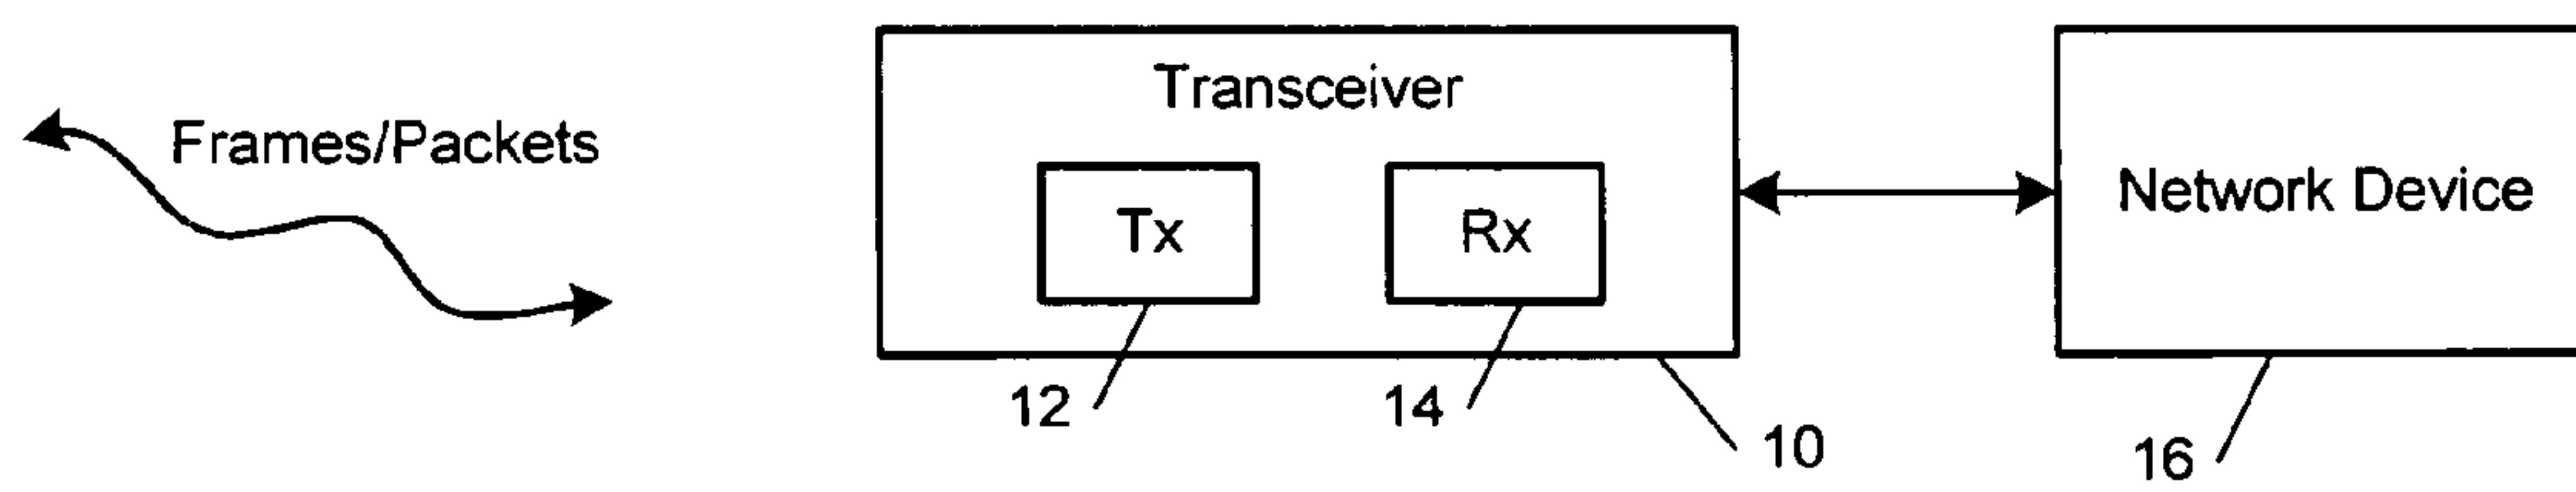 Transceiver
Frames/Packets
Tx
Rx
Network Device
12
14
10
16